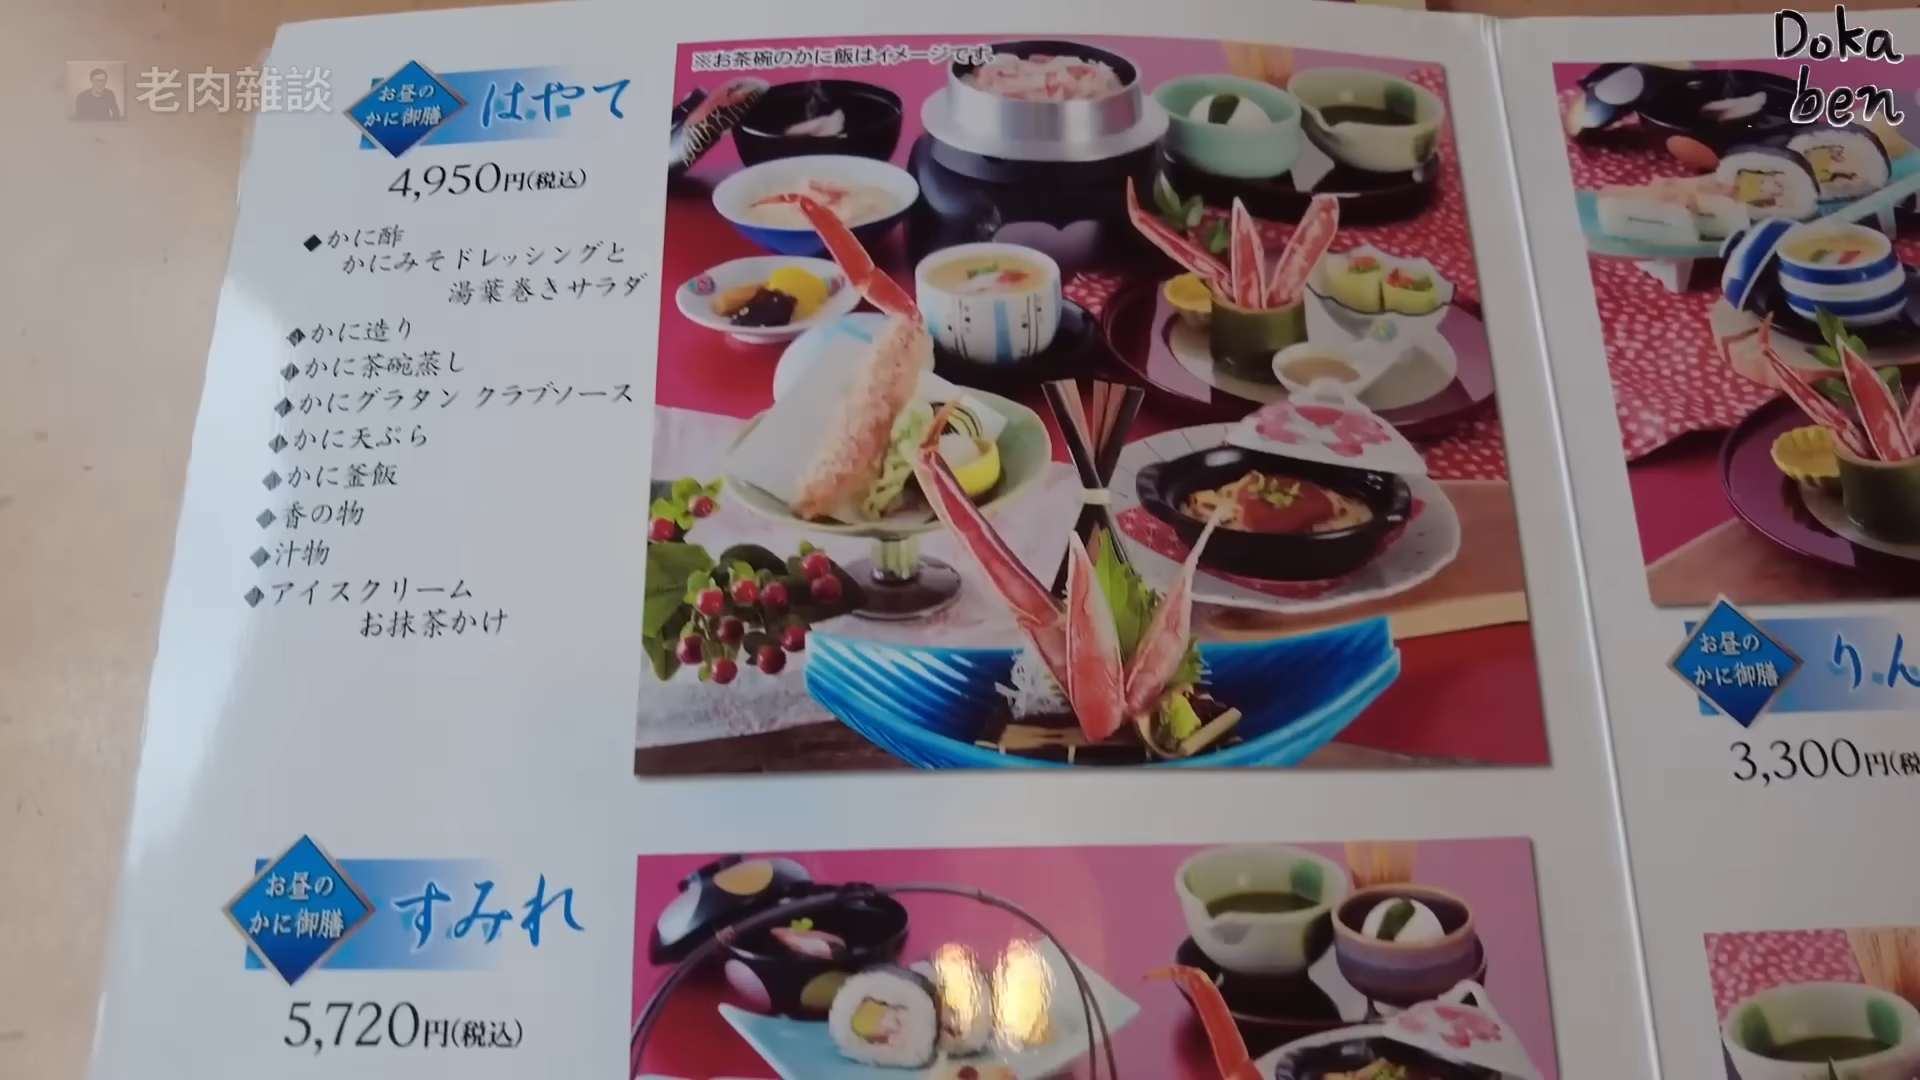 老肉雜談
Doka
ben
お昼の
かに御膳
はやて
4,950円(税込)
◆かに酢
かにみそドレッシングと
湯葉巻きサラダ
◆かに造り
◆かに茶碗蒸し
◆かにグラタン クラブソース
◆かに天ぷら
◆かに釜飯
◆香の物
◆汁物
◆アイスクリーム
お抹茶かけ
※お茶碗のかに飯はイメージです。
お昼の
かに御膳
すみれ
5,720円(税込)
お昼の
かに御膳
りん
3,300円(税